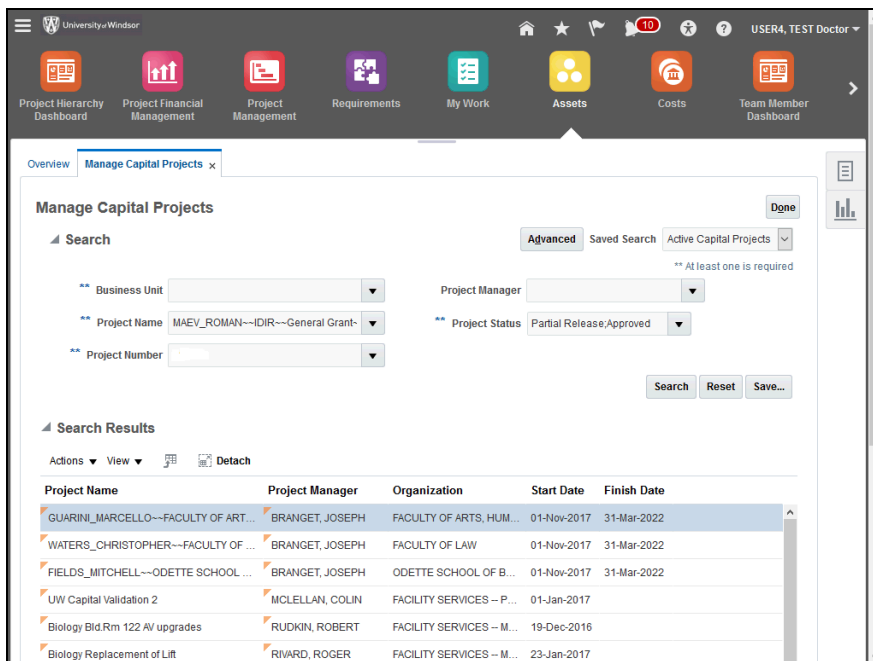 University of Windsor
10
USER4, TEST Doctor
Project Hierarchy Dashboard
Project Financial Management
Project Management
Requirements
My Work
Assets
Costs
Team Member Dashboard
Overview
Manage Capital Projects x
Manage Capital Projects
Done
Search
Advanced
Saved Search
Active Capital Projects
** At least one is required
** Business Unit
Project Manager
** Project Name
MAEV_ROMAN~~IDIR~~General Grant~
** Project Status
Partial Release;Approved
** Project Number
Search
Reset
Save...
Search Results
Actions
View
Detach
Project Name Project Manager Organization Start Date Finish Date
GUARINI_MARCELLO~~FACULTY OF ART... BRANGET, JOSEPH FACULTY OF ARTS, HUM... 01-Nov-2017 31-Mar-2022
WATERS_CHRISTOPHER~~FACULTY OF ... BRANGET, JOSEPH FACULTY OF LAW 01-Nov-2017 31-Mar-2022
FIELDS_MITCHELL~~ODETTE SCHOOL ... BRANGET, JOSEPH ODETTE SCHOOL OF B... 01-Nov-2017 31-Mar-2022
UW Capital Validation 2 MCLELLAN, COLIN FACILITY SERVICES -- P... 01-Jan-2017
Biology Bld.Rm 122 AV upgrades RUDKIN, ROBERT FACILITY SERVICES -- M... 19-Dec-2016
Biology Replacement of Lift RIVARD, ROGER FACILITY SERVICES -- M... 23-Jan-2017